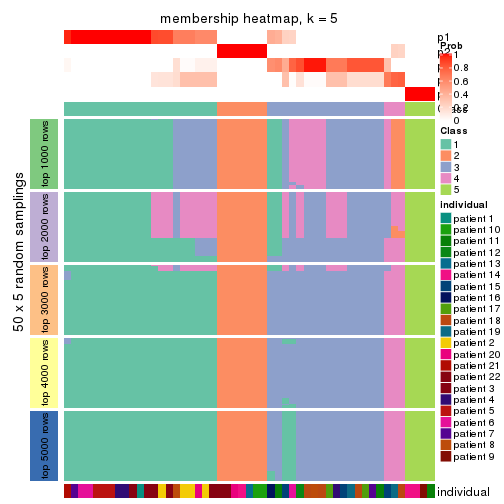 membership heatmap, k = 5
p1
p2
Prob
1
0.8
0.6
0.4
0.2
0
Class
1
2
3
4
5
50 x 5 random samplings
top 1000 rows
top 2000 rows
top 3000 rows
top 4000 rows
top 5000 rows
individual
patient 1
patient 10
patient 11
patient 12
patient 13
patient 14
patient 15
patient 16
patient 17
patient 18
patient 19
patient 2
patient 20
patient 21
patient 22
patient 3
patient 4
patient 5
patient 6
patient 7
patient 8
patient 9
individual